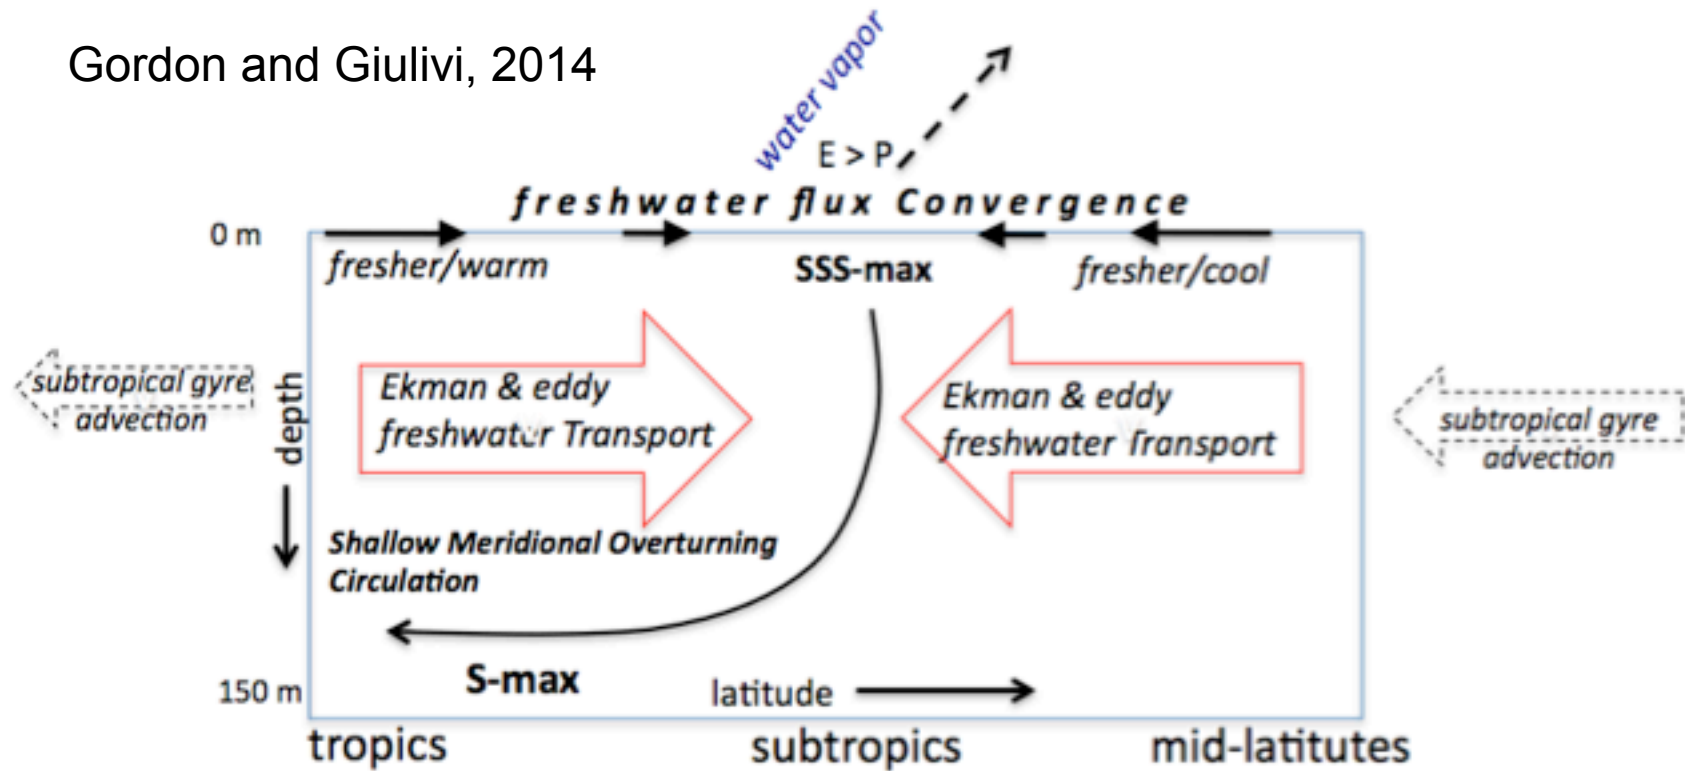 Gordon and Giulivi, 2014
water vapor
E > P
freshwater flux Convergence
0 m
fresher/warm
SSS-max
fresher/cool
subtropical gyre
advection
depth
Ekman & eddy
freshwater Transport
Ekman & eddy
freshwater Transport
subtropical gyre
advection
Shallow Meridional Overturning
Circulation
S-max
150 m
latitude
tropics
subtropics
mid-latitutes